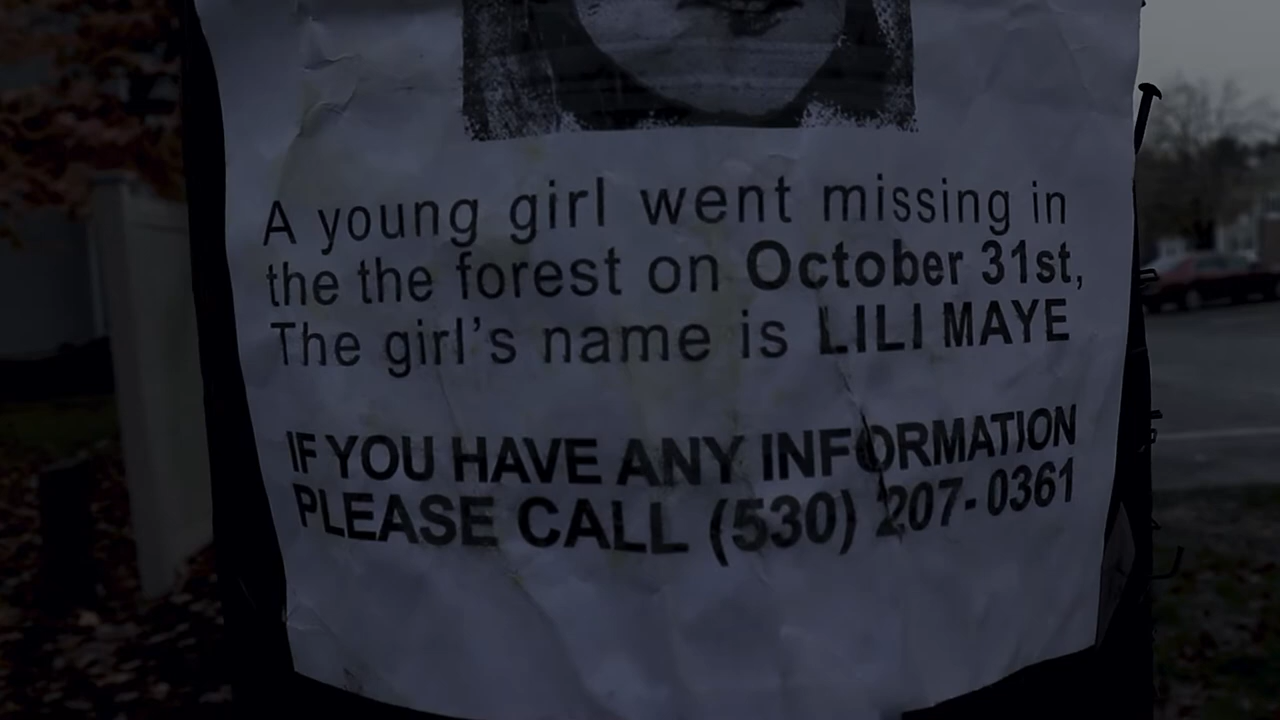 A young girl went missing in
the the forest on October 31st,
The girl's name is LILI MAYE
IF YOU HAVE ANY INFORMATION
PLEASE CALL (530) 207-0361